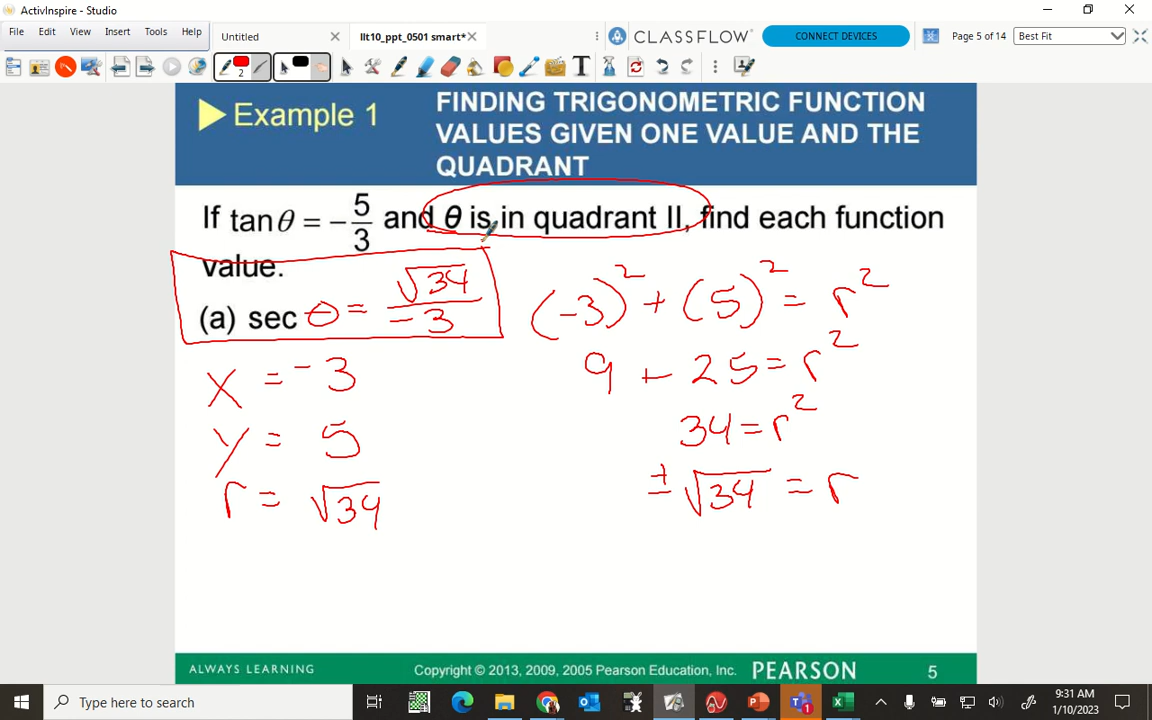 ActivInspire - Studio
File Edit View Insert Tools Help
Untitled
llt10_ppt_0501 smart*
CLASSFLOW
CONNECT DEVICES
Page 5 of 14
Best Fit
2
Example 1
FINDING TRIGONOMETRIC FUNCTION
VALUES GIVEN ONE VALUE AND THE
QUADRANT
If tan θ = -5/3 and θ is in quadrant II, find each function
value.
(a) sec θ = √34/-3
(-3)² + (5)² = r²
9 + 25 = r²
34 = r²
± √34 = r
x = -3
y = 5
r = √34
ALWAYS LEARNING
Copyright © 2013, 2009, 2005 Pearson Education, Inc.
PEARSON
5
Type here to search
9:31 AM
1/10/2023